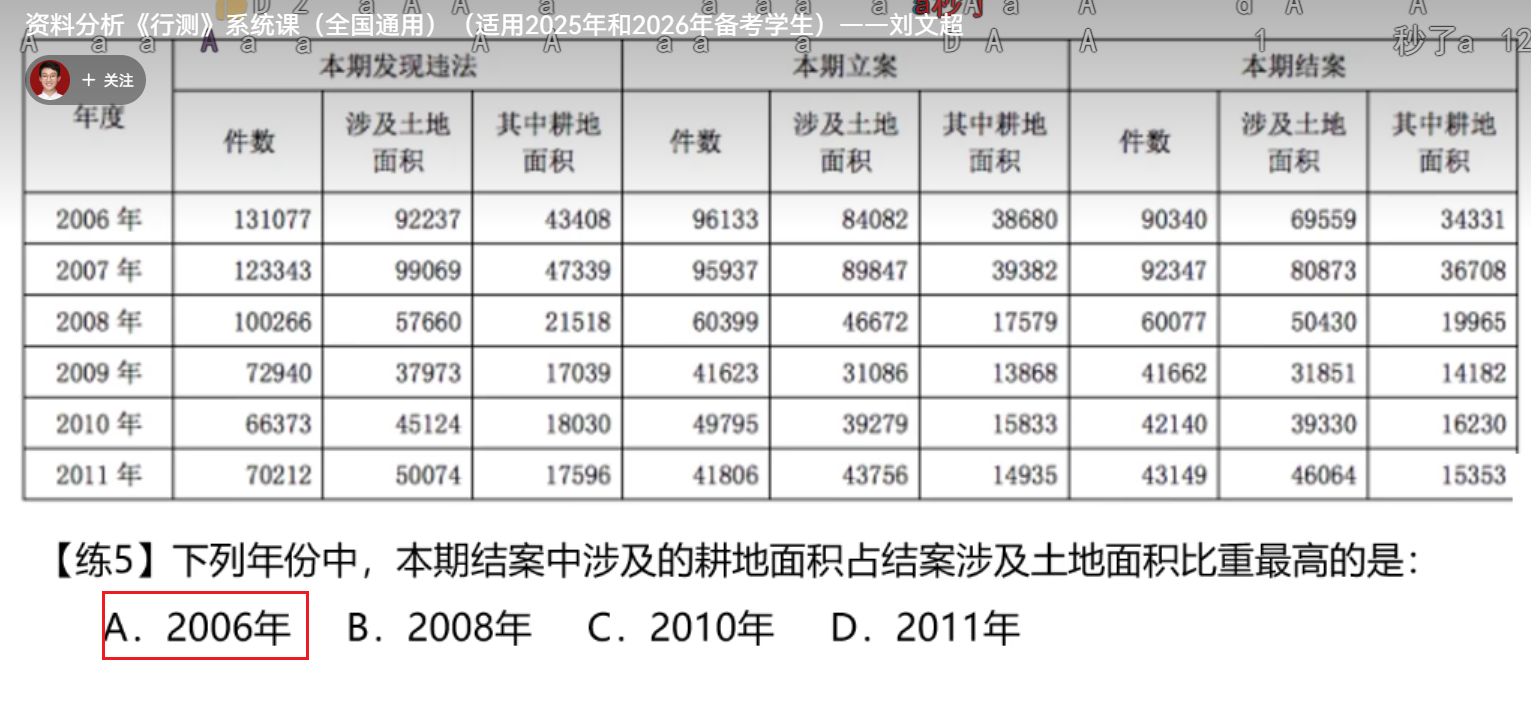 资料分析《行测》系统课（全国通用）（适用2025年和2026年备考学生）——刘文超
D 2 a A A a a a a a a秒了A a A d A A
A a a A a a A A a a a D A A 1 秒了a 12
+ 关注
年度 本期发现违法 本期立案 本期结案
件数 涉及土地面积 其中耕地面积 件数 涉及土地面积 其中耕地面积 件数 涉及土地面积 其中耕地面积
2006 年 131077 92237 43408 96133 84082 38680 90340 69559 34331
2007 年 123343 99069 47339 95937 89847 39382 92347 80873 36708
2008 年 100266 57660 21518 60399 46672 17579 60077 50430 19965
2009 年 72940 37973 17039 41623 31086 13868 41662 31851 14182
2010 年 66373 45124 18030 49795 39279 15833 42140 39330 16230
2011 年 70212 50074 17596 41806 43756 14935 43149 46064 15353
【练5】下列年份中，本期结案中涉及的耕地面积占结案涉及土地面积比重最高的是：
A. 2006年 B. 2008年 C. 2010年 D. 2011年